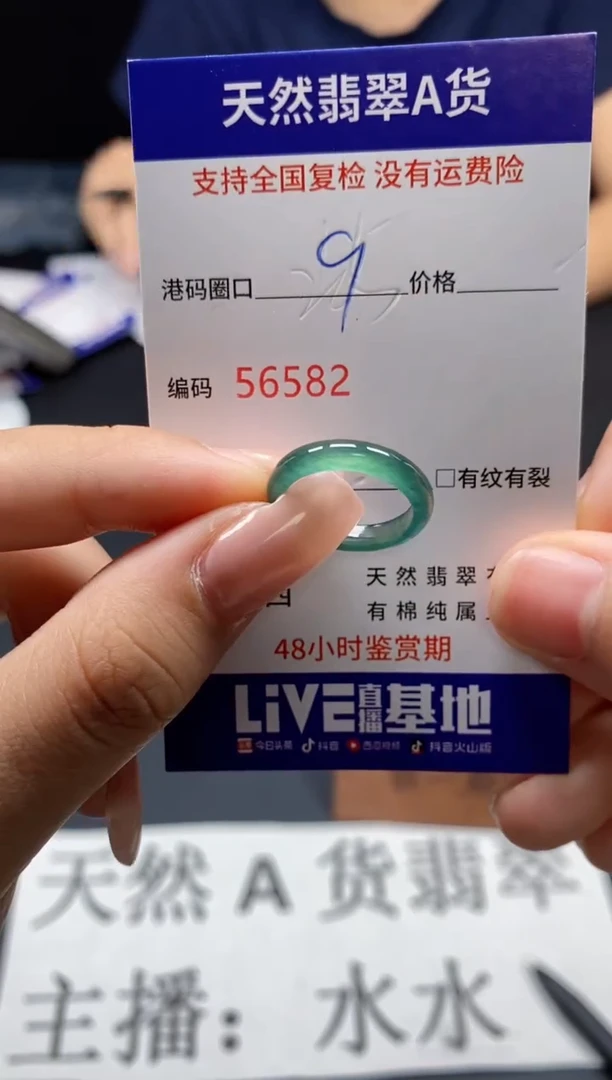 天然翡翠A货
支持全国复检 没有运费险
港码圈口 9 价格
编码 56582
□有纹有裂
天然翡翠
有棉纯属
48小时鉴赏期
LiVE直播基地
今日头条 抖音 西瓜视频 抖音火山版
天然A货翡翠
主播：水水